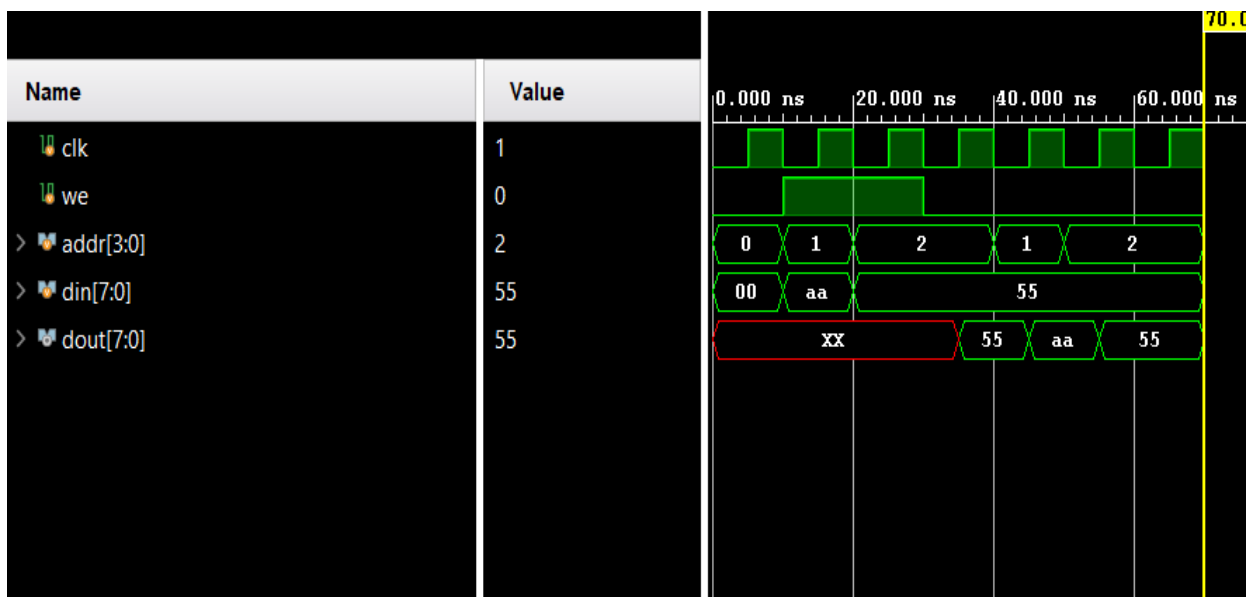 70.0
Name Value
0.000 ns 20.000 ns 40.000 ns 60.000 ns
clk 1
we 0
addr[3:0] 2 0 1 2 1 2
din[7:0] 55 00 aa 55
dout[7:0] 55 XX 55 aa 55